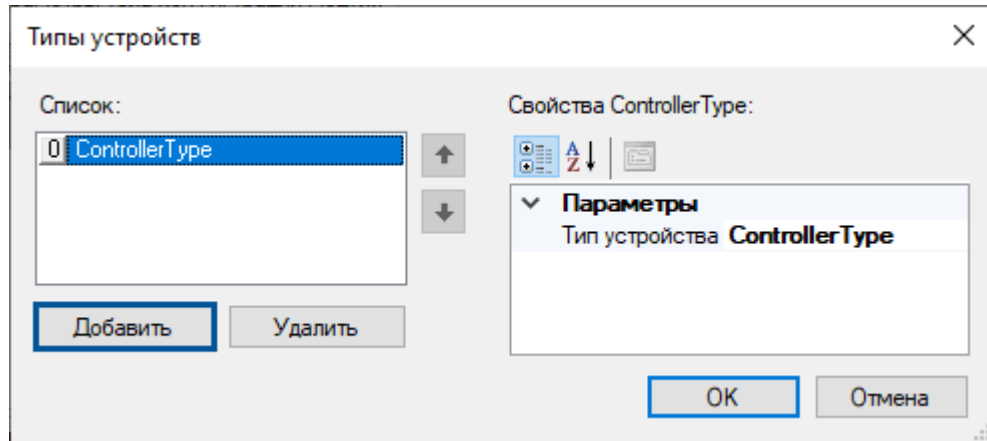 Типы устройств
Список:
0 ControllerType
Добавить
Удалить
Свойства ControllerType:
Параметры
Тип устройства ControllerType
OK
Отмена